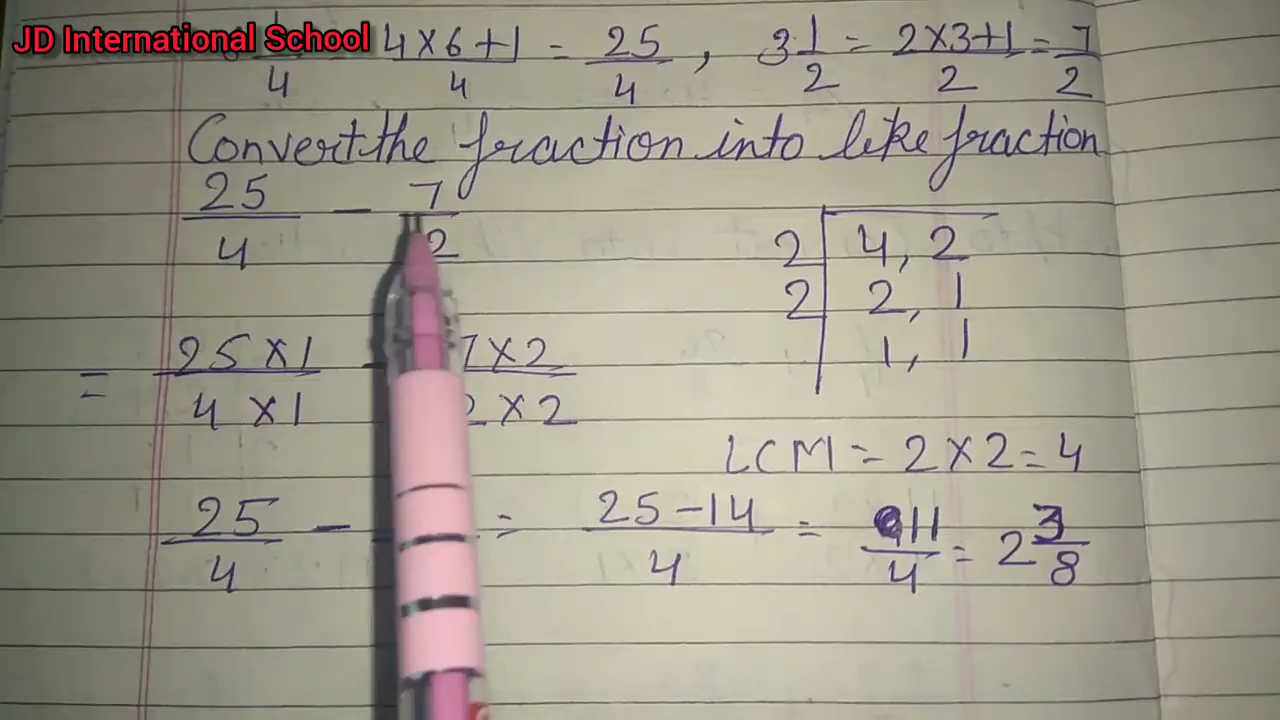 JD International School
1/4 4×6+1/4 = 25/4 , 3 1/2 = 2×3+1/2 = 7/2
Convert the fraction into like fraction
25/4 − 7/2
2 | 4, 2
2 | 2, 1
1, 1
= 25×1/4×1 − 7×2/2×2
LCM = 2×2=4
25/4 − = 25−14/4 = 11/4 = 2 3/8